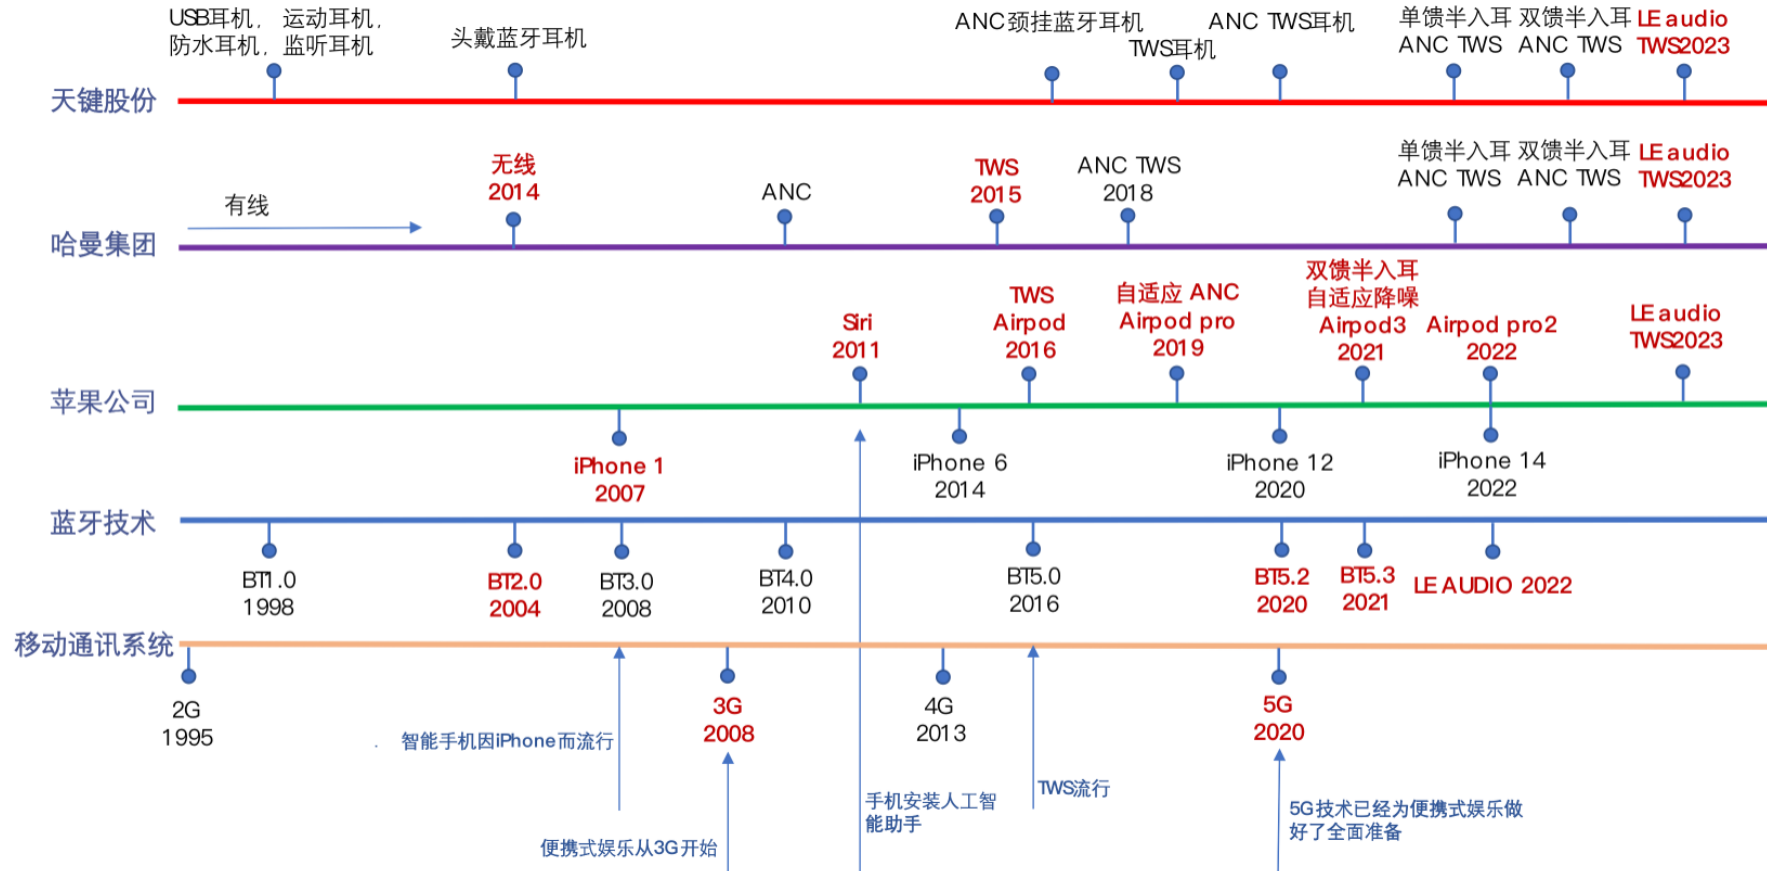 USB耳机，运动耳机，
防水耳机，监听耳机
头戴蓝牙耳机
ANC颈挂蓝牙耳机
TWS耳机
ANC TWS耳机
单馈半入耳
ANC TWS
双馈半入耳
ANC TWS
LE audio
TWS2023
天键股份
有线
无线
2014
ANC
TWS
2015
ANC TWS
2018
单馈半入耳
ANC TWS
双馈半入耳
ANC TWS
LE audio
TWS2023
哈曼集团
Siri
2011
TWS
Airpod
2016
自适应 ANC
Airpod pro
2019
双馈半入耳
自适应降噪
Airpod3
2021
Airpod pro2
2022
LE audio
TWS2023
苹果公司
iPhone 1
2007
iPhone 6
2014
iPhone 12
2020
iPhone 14
2022
蓝牙技术
BT1.0
1998
BT2.0
2004
BT3.0
2008
BT4.0
2010
BT5.0
2016
BT5.2
2020
BT5.3
2021
LE AUDIO 2022
移动通讯系统
2G
1995
3G
2008
4G
2013
5G
2020
智能手机因iPhone而流行
便携式娱乐从3G开始
手机安装人工智
能助手
TWS流行
5G技术已经为便携式娱乐做
好了全面准备